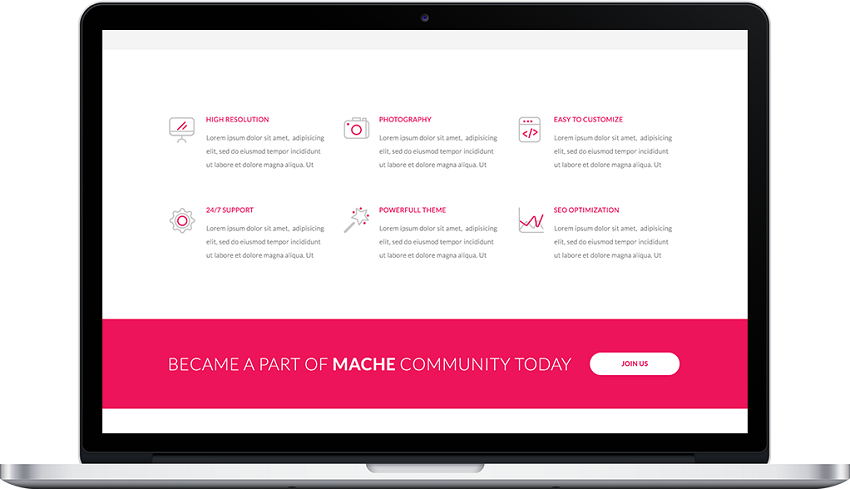 HIGH RESOLUTION
Lorem ipsum dolor sit amet, adipisicing
elit, sed do eiusmod tempor incididunt
ut labore et dolore magna aliqua. Ut
PHOTOGRAPHY
Lorem ipsum dolor sit amet, adipisicing
elit, sed do eiusmod tempor incididunt
ut labore et dolore magna aliqua. Ut
EASY TO CUSTOMIZE
Lorem ipsum dolor sit amet, adipisicing
elit, sed do eiusmod tempor incididunt
ut labore et dolore magna aliqua. Ut
24/7 SUPPORT
Lorem ipsum dolor sit amet, adipisicing
elit, sed do eiusmod tempor incididunt
ut labore et dolore magna aliqua. Ut
POWERFULL THEME
Lorem ipsum dolor sit amet, adipisicing
elit, sed do eiusmod tempor incididunt
ut labore et dolore magna aliqua. Ut
SEO OPTIMIZATION
Lorem ipsum dolor sit amet, adipisicing
elit, sed do eiusmod tempor incididunt
ut labore et dolore magna aliqua. Ut
BECAME A PART OF MACHE COMMUNITY TODAY
JOIN US